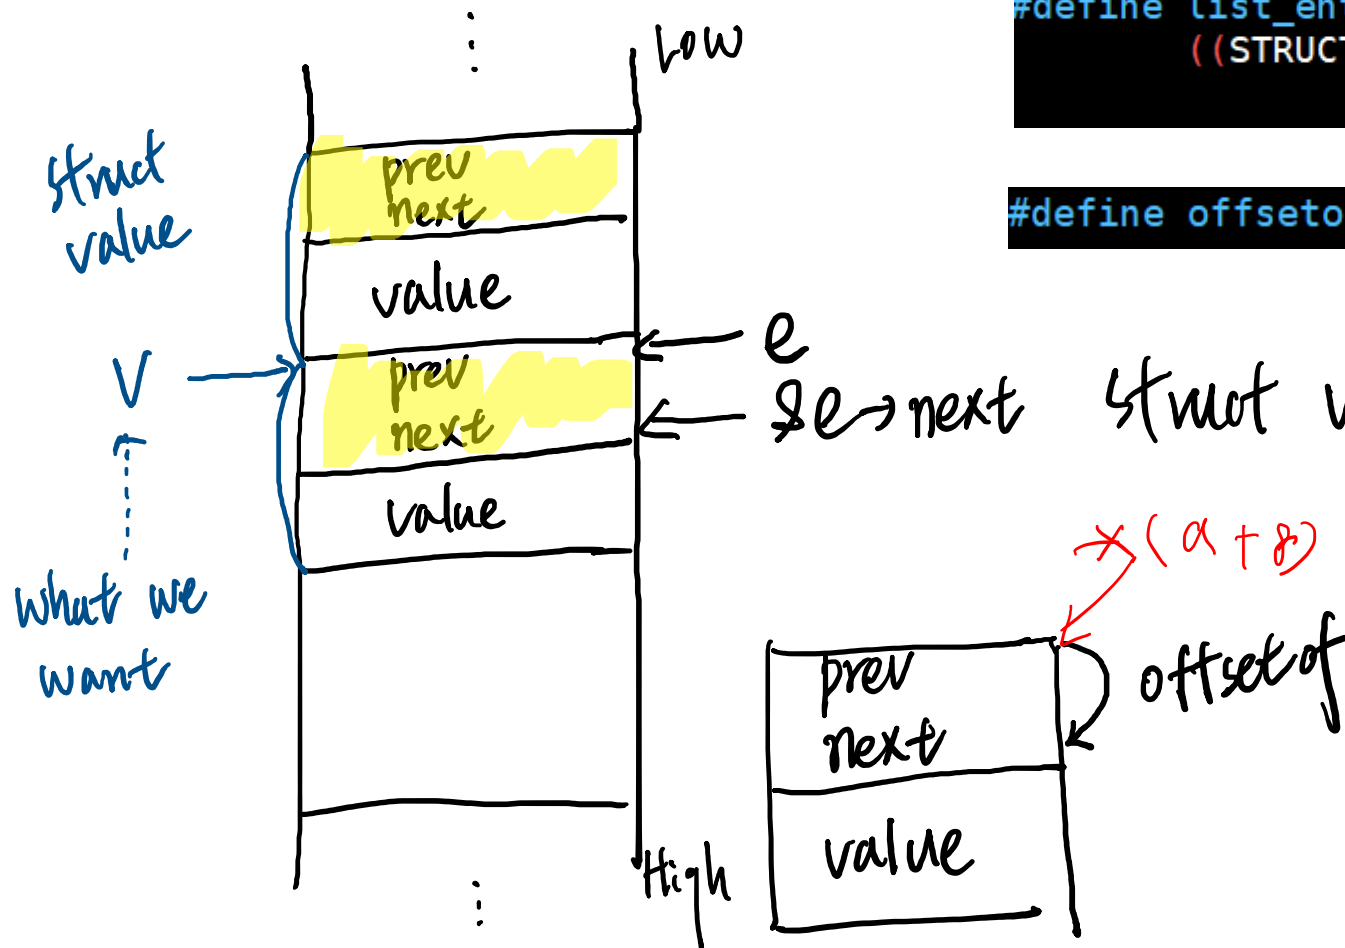 Low
#define list_en
((STRUCT
struct
value
prev
next
#define offseto
value
e
V
prev
next
&e→next struct v
value
*(a+8)
what we
want
prev
next
offsetof
value
High